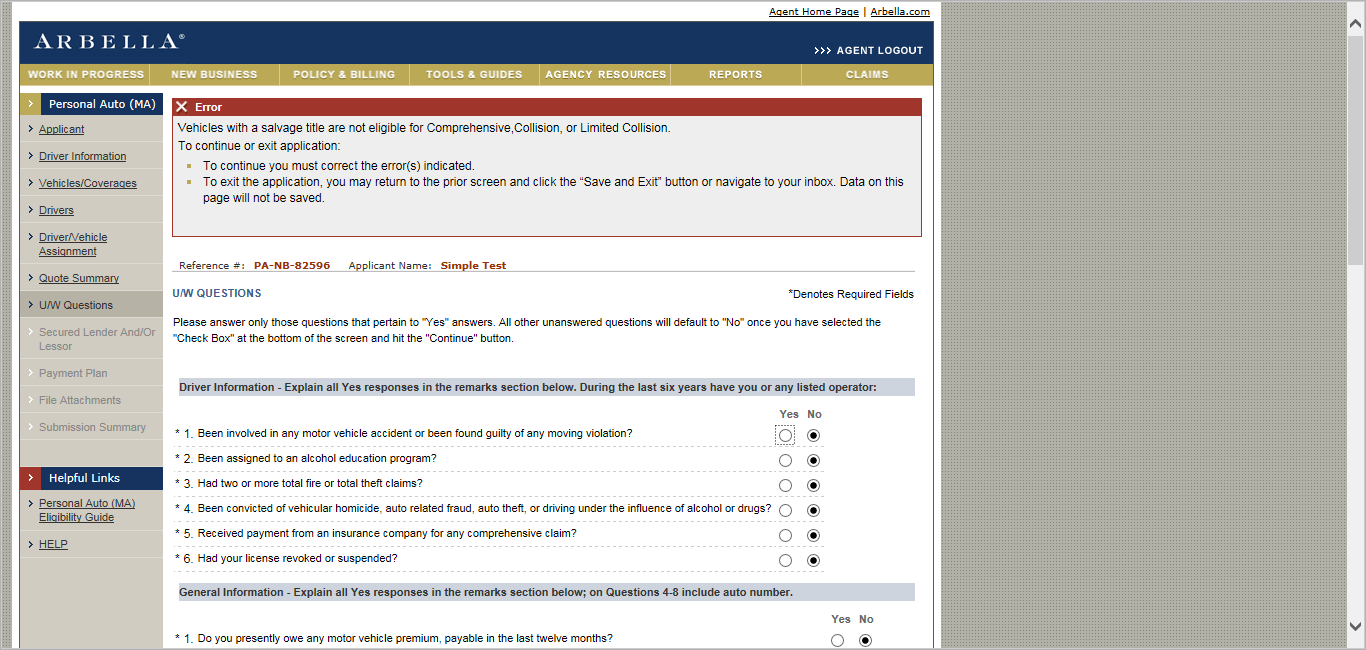 Agent Home Page | Arbella.com
ARBELLA®
>>> AGENT LOGOUT
WORK IN PROGRESS NEW BUSINESS POLICY & BILLING TOOLS & GUIDES AGENCY RESOURCES REPORTS CLAIMS
Personal Auto (MA)
Applicant
Driver Information
Vehicles/Coverages
Drivers
Driver/Vehicle
Assignment
Quote Summary
U/W Questions
Secured Lender And/Or
Lessor
Payment Plan
File Attachments
Submission Summary
Helpful Links
Personal Auto (MA)
Eligibility Guide
HELP
Error
Vehicles with a salvage title are not eligible for Comprehensive,Collision, or Limited Collision.
To continue or exit application:
To continue you must correct the error(s) indicated.
To exit the application, you may return to the prior screen and click the “Save and Exit” button or navigate to your inbox. Data on this
page will not be saved.
Reference #: PA-NB-82596 Applicant Name: Simple Test
U/W QUESTIONS
*Denotes Required Fields
Please answer only those questions that pertain to "Yes" answers. All other unanswered questions will default to "No" once you have selected the
"Check Box" at the bottom of the screen and hit the "Continue" button.
Driver Information - Explain all Yes responses in the remarks section below. During the last six years have you or any listed operator:
Yes No
* 1. Been involved in any motor vehicle accident or been found guilty of any moving violation?
* 2. Been assigned to an alcohol education program?
* 3. Had two or more total fire or total theft claims?
* 4. Been convicted of vehicular homicide, auto related fraud, auto theft, or driving under the influence of alcohol or drugs?
* 5. Received payment from an insurance company for any comprehensive claim?
* 6. Had your license revoked or suspended?
General Information - Explain all Yes responses in the remarks section below; on Questions 4-8 include auto number.
Yes No
* 1. Do you presently owe any motor vehicle premium, payable in the last twelve months?